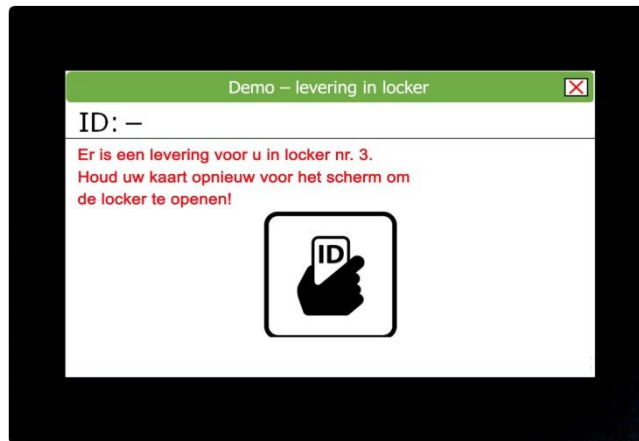 Demo – levering in locker
ID: –
Er is een levering voor u in locker nr. 3.
Houd uw kaart opnieuw voor het scherm om
de locker te openen!
ID